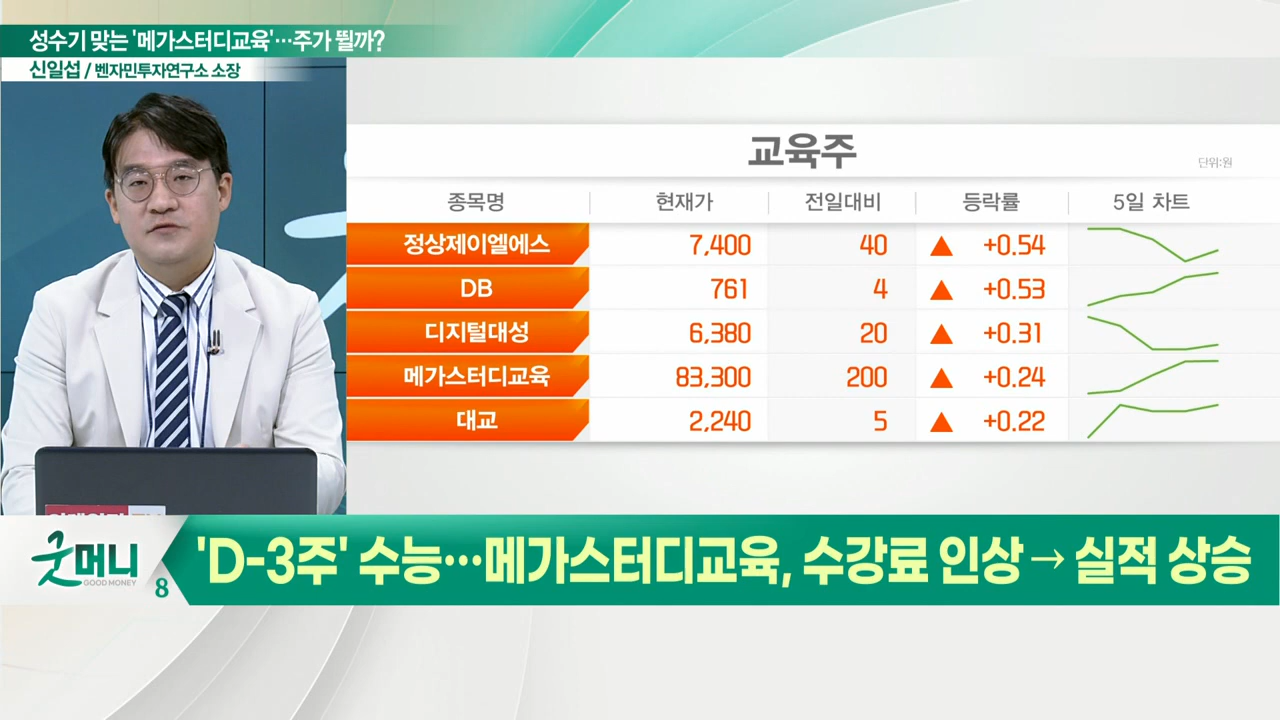 성수기 맞는 '메가스터디교육'…주가 뛸까?
신일섭 / 벤자민투자연구소 소장
교육주
단위:원
종목명 현재가 전일대비 등락률 5일 차트
정상제이엘에스 7,400 40 ▲ +0.54
DB 761 4 ▲ +0.53
디지털대성 6,380 20 ▲ +0.31
메가스터디교육 83,300 200 ▲ +0.24
대교 2,240 5 ▲ +0.22
굿머니
GOOD MONEY
8
'D-3주' 수능…메가스터디교육, 수강료 인상→실적 상승